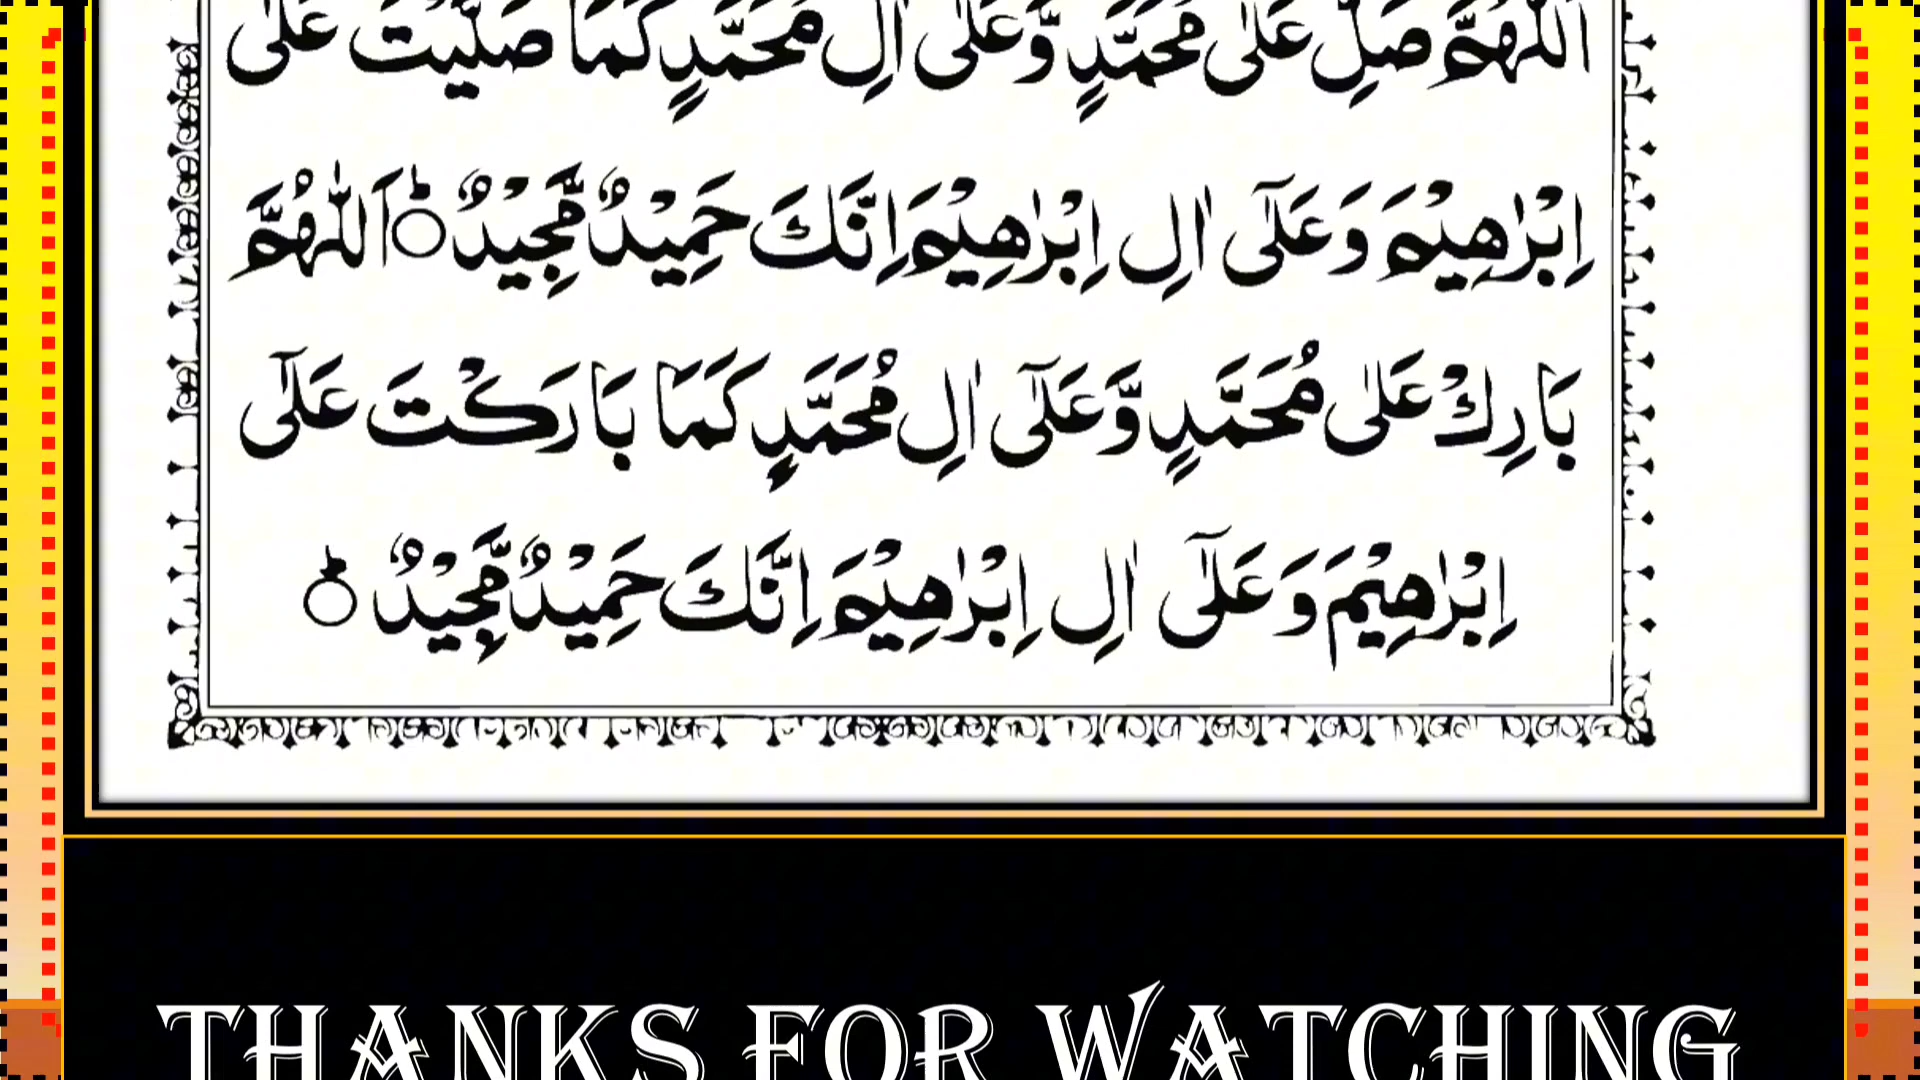 اَللّٰهُمَّ صَلِّ عَلٰى مُحَمَّدٍ وَّعَلٰٓى اٰلِ مُحَمَّدٍ كَمَا صَلَّيْتَ عَلٰٓى
اِبْرٰهِيْمَ وَعَلٰٓى اٰلِ اِبْرٰهِيْمَ اِنَّكَ حَمِيْدٌ مَّجِيْدٌ ؕ اَللّٰهُمَّ
بَارِكْ عَلٰى مُحَمَّدٍ وَّعَلٰٓى اٰلِ مُحَمَّدٍ كَمَا بَارَكْتَ عَلٰٓى
اِبْرٰهِيْمَ وَعَلٰٓى اٰلِ اِبْرٰهِيْمَ اِنَّكَ حَمِيْدٌ مَّجِيْدٌ ؕ
THANKS FOR WATCHING